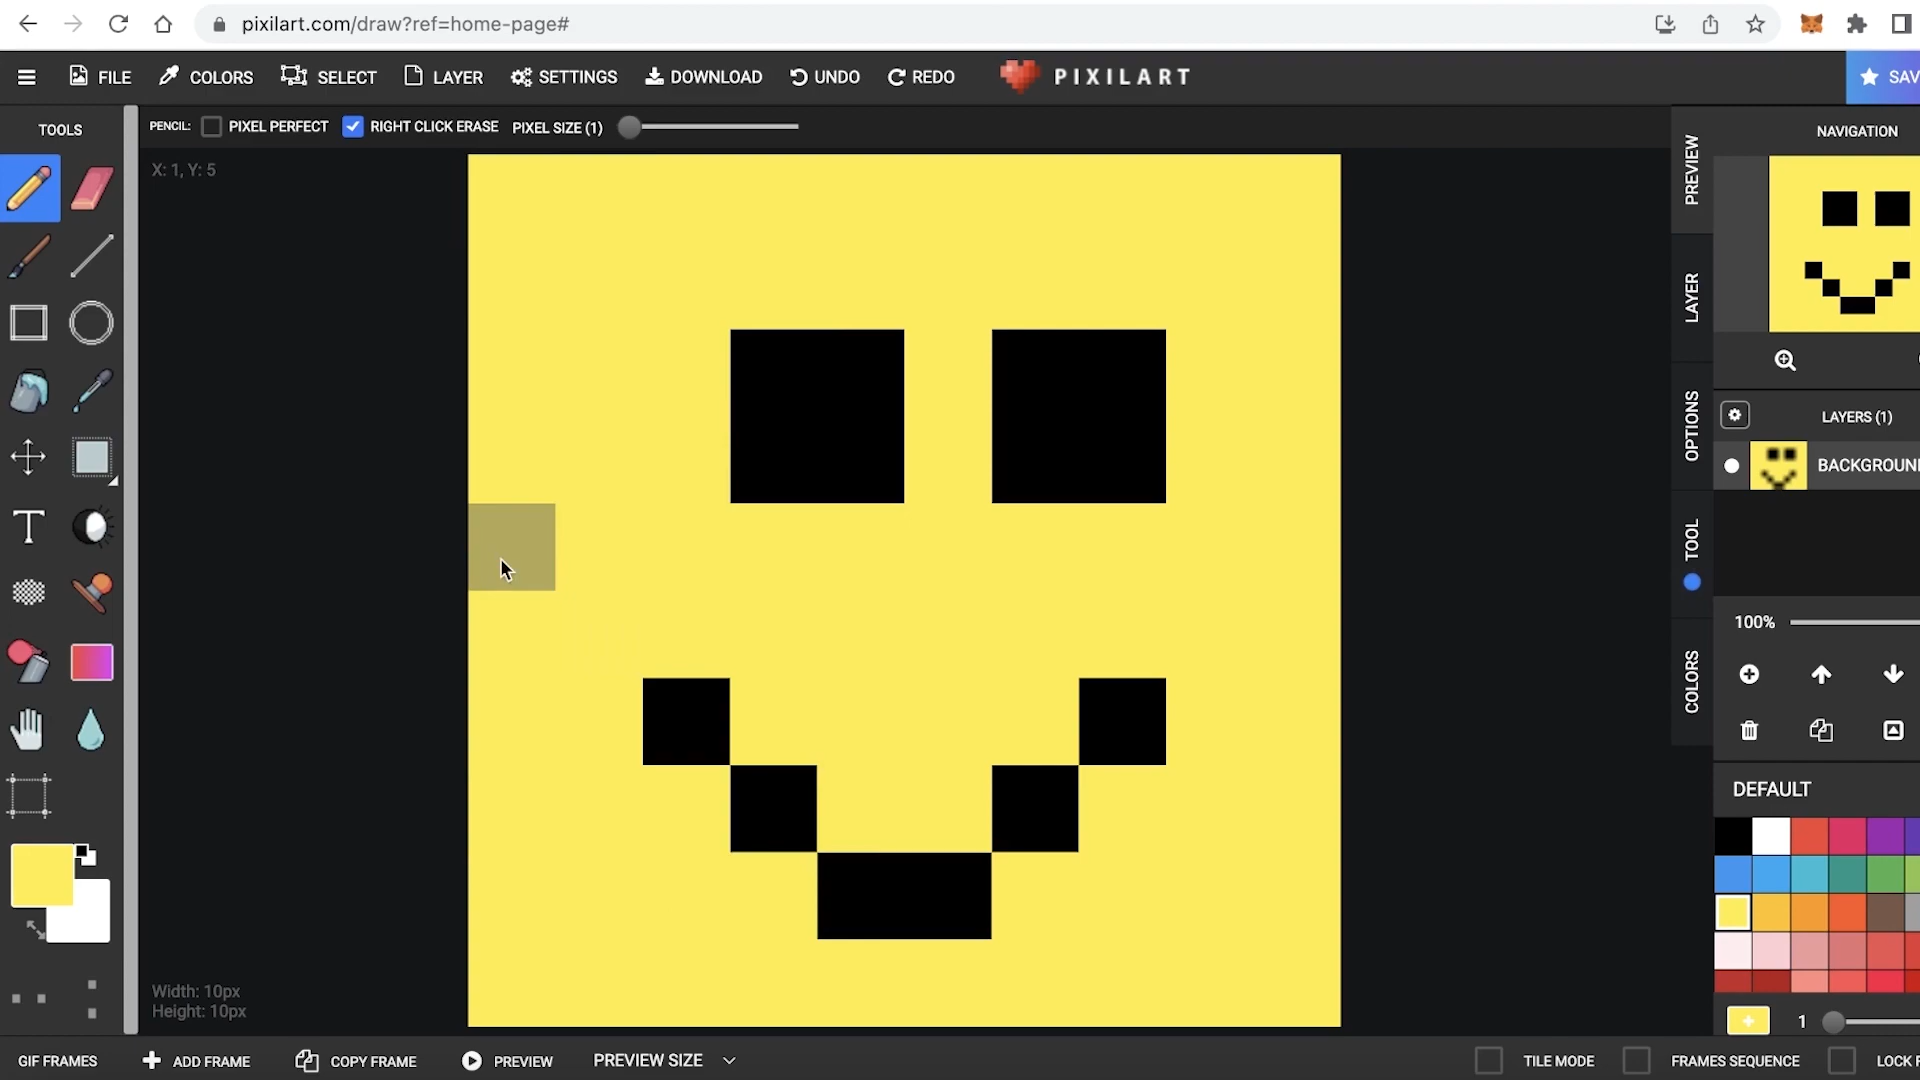 pixilart.com/draw?ref=home-page#
FILE
COLORS
SELECT
LAYER
SETTINGS
DOWNLOAD
UNDO
REDO
PIXILART
SAV
TOOLS
PENCIL:
PIXEL PERFECT
RIGHT CLICK ERASE
PIXEL SIZE (1)
X: 1, Y: 5
NAVIGATION
PREVIEW
LAYER
OPTIONS
TOOL
COLORS
LAYERS (1)
BACKGROUN
100%
DEFAULT
1
Width: 10px
Height: 10px
GIF FRAMES
ADD FRAME
COPY FRAME
PREVIEW
PREVIEW SIZE
TILE MODE
FRAMES SEQUENCE
LOCK F